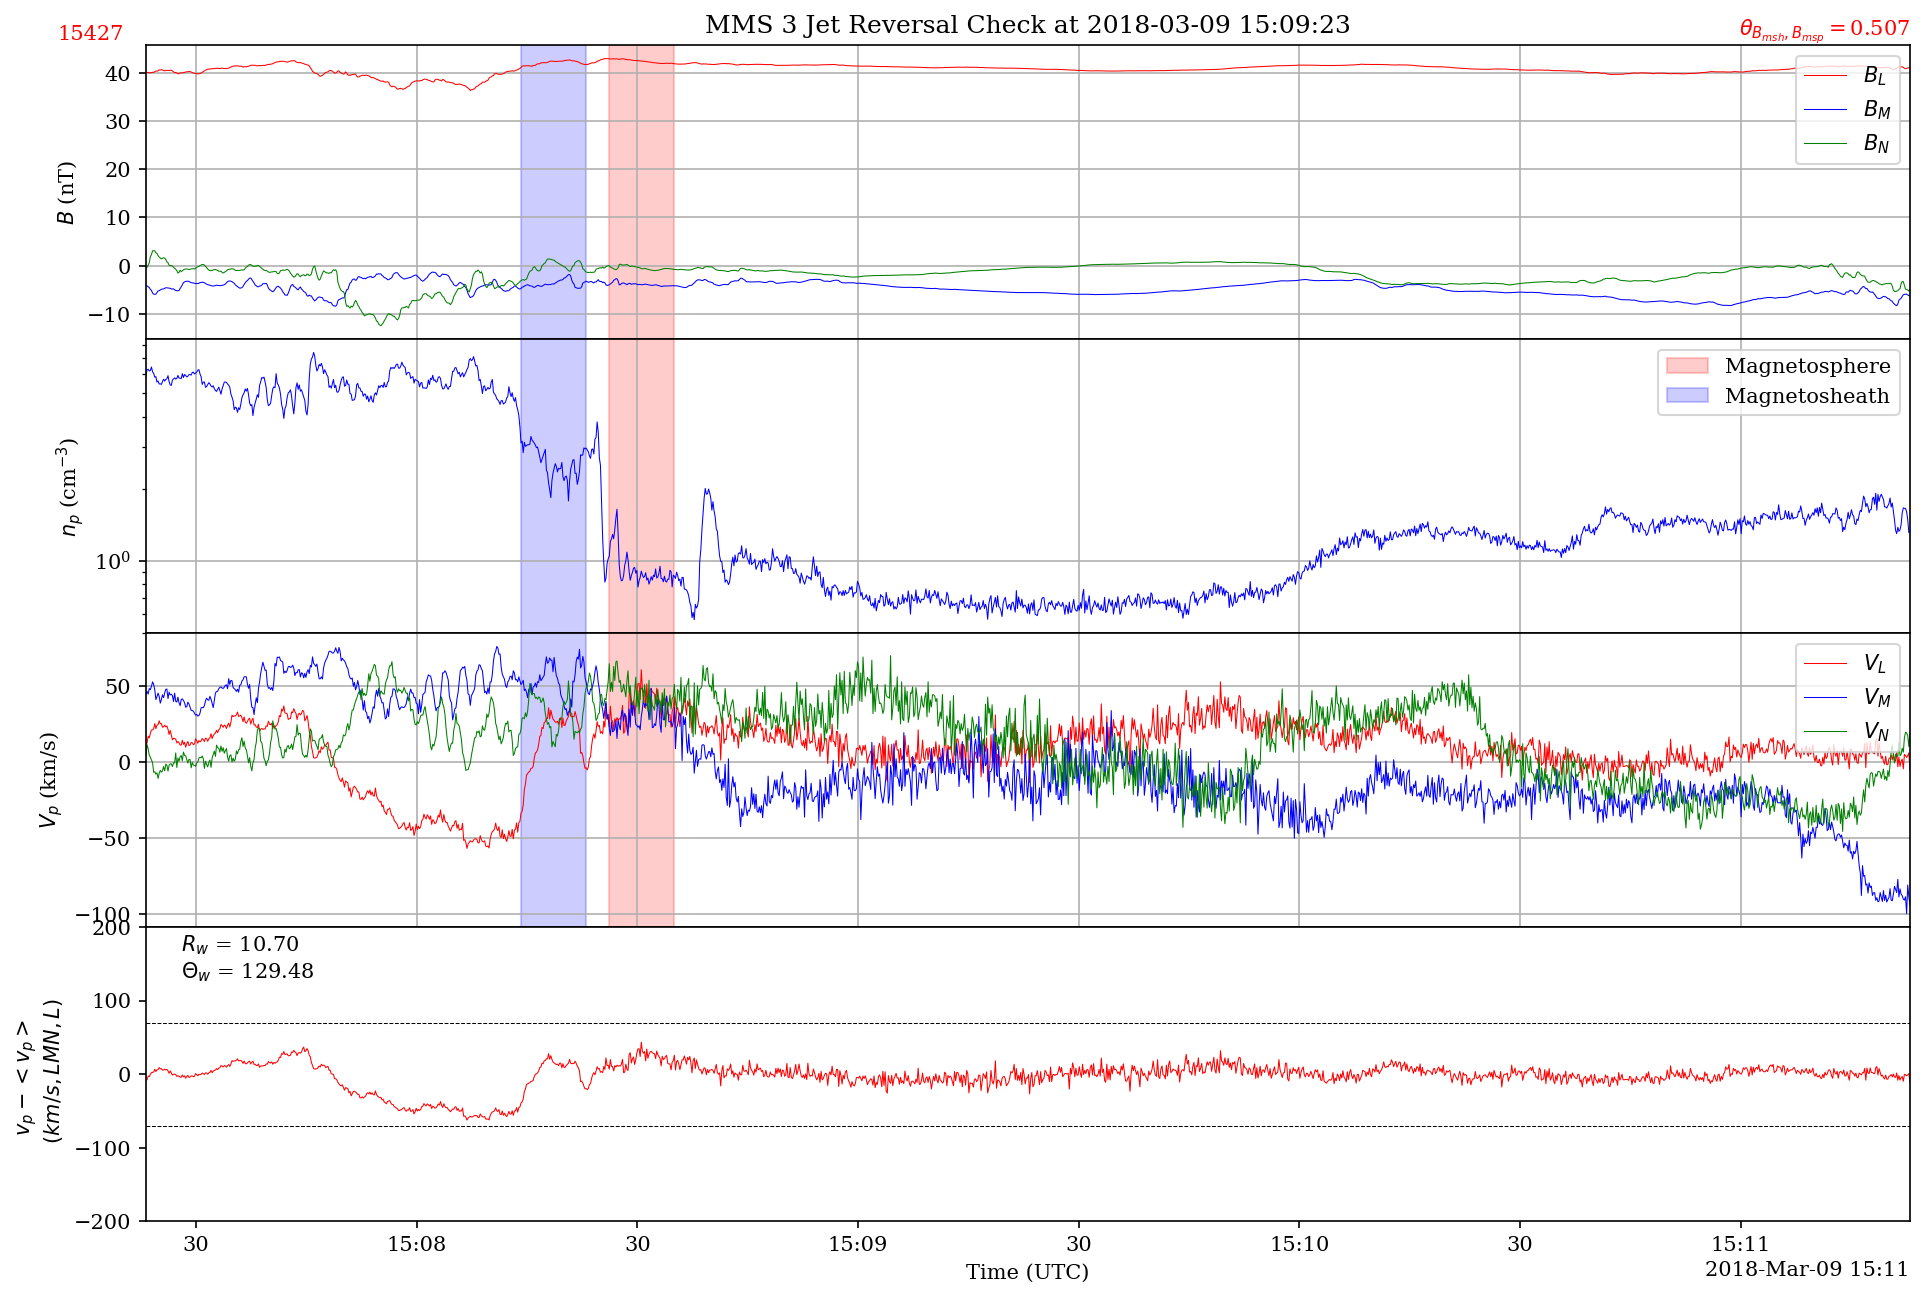 MMS 3 Jet Reversal Check at 2018-03-09 15:09:23
15427
θ_{B_{msh}, B_{msp}} = 0.507
40
30
20
10
0
−10
B (nT)
B_L
B_M
B_N
10^0
n_p (cm^{−3})
Magnetosphere
Magnetosheath
50
0
−50
−100
V_p (km/s)
V_L
V_M
V_N
200
100
0
−100
−200
v_p − < v_p >
(km/s, LMN, L)
R_w = 10.70
Θ_w = 129.48
30 15:08 30 15:09 30 15:10 30 15:11
Time (UTC)
2018-Mar-09 15:11